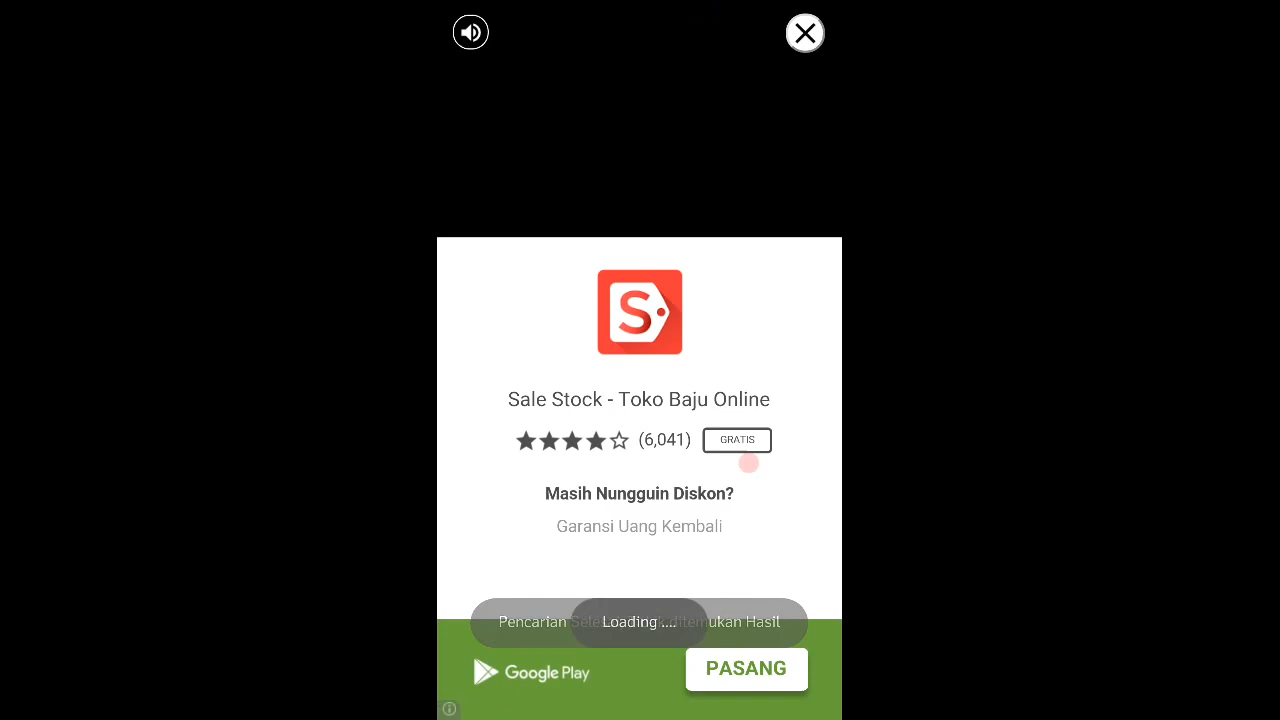 S
Sale Stock - Toko Baju Online
(6,041) GRATIS
Masih Nungguin Diskon?
Garansi Uang Kembali
Pencarian ditemukan Hasil
Loading ....
Google Play
PASANG